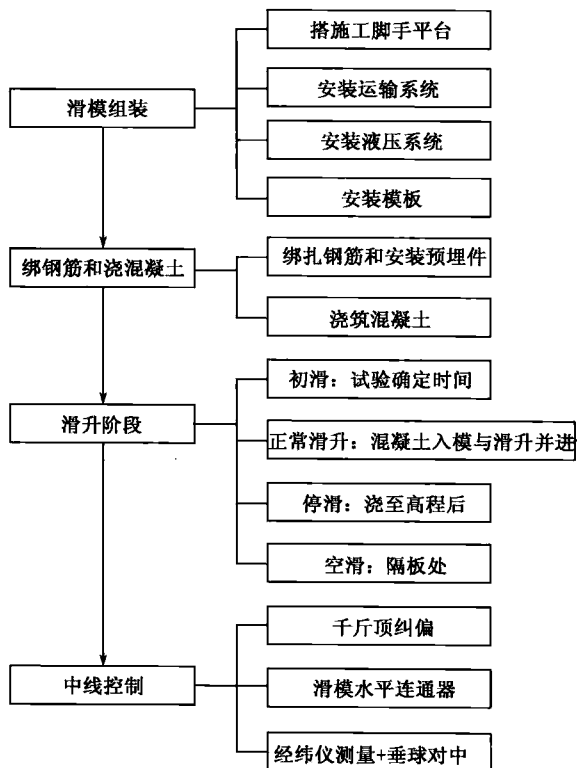 搭施工脚手平台
滑模组装
安装运输系统
安装液压系统
安装模板
绑钢筋和浇混凝土
绑扎钢筋和安装预埋件
浇筑混凝土
滑升阶段
初滑：试验确定时间
正常滑升：混凝土入模与滑升并进
停滑：浇至高程后
空滑：隔板处
中线控制
千斤顶纠偏
滑模水平连通器
经纬仪测量+垂球对中